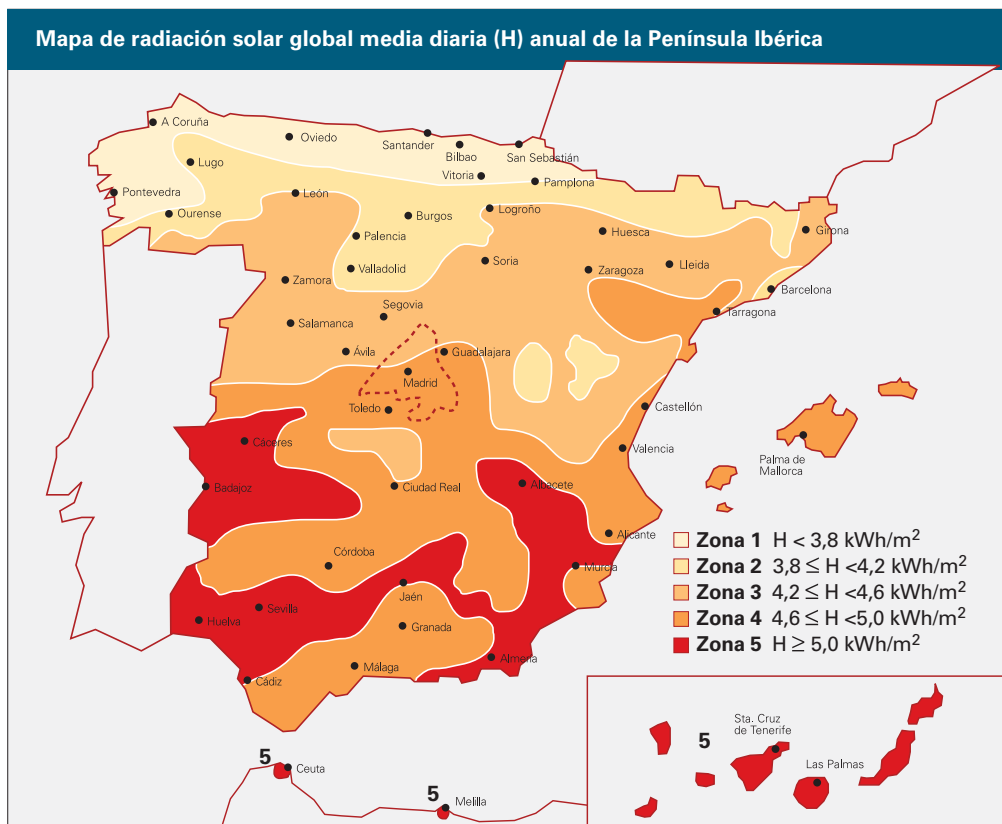 Mapa de radiación solar global media diaria (H) anual de la Península Ibérica
A Coruña
Oviedo
Santander
Bilbao
San Sebastián
Lugo
Vitoria
Pamplona
Pontevedra
León
Ourense
Burgos
Logroño
Palencia
Huesca
Girona
Valladolid
Soria
Zaragoza
Lleida
Zamora
Barcelona
Segovia
Salamanca
Tarragona
Ávila
Guadalajara
Madrid
Toledo
Castellón
Cáceres
Valencia
Palma de
Mallorca
Badajoz
Ciudad Real
Albacete
Alicante
Córdoba
Murcia
Jaén
Sevilla
Huelva
Granada
Almería
Málaga
Cádiz
Zona 1 H < 3,8 kWh/m2
Zona 2 3,8 ≤ H <4,2 kWh/m2
Zona 3 4,2 ≤ H <4,6 kWh/m2
Zona 4 4,6 ≤ H <5,0 kWh/m2
Zona 5 H ≥ 5,0 kWh/m2
5
Ceuta
5
Melilla
5
Sta. Cruz
de Tenerife
Las Palmas